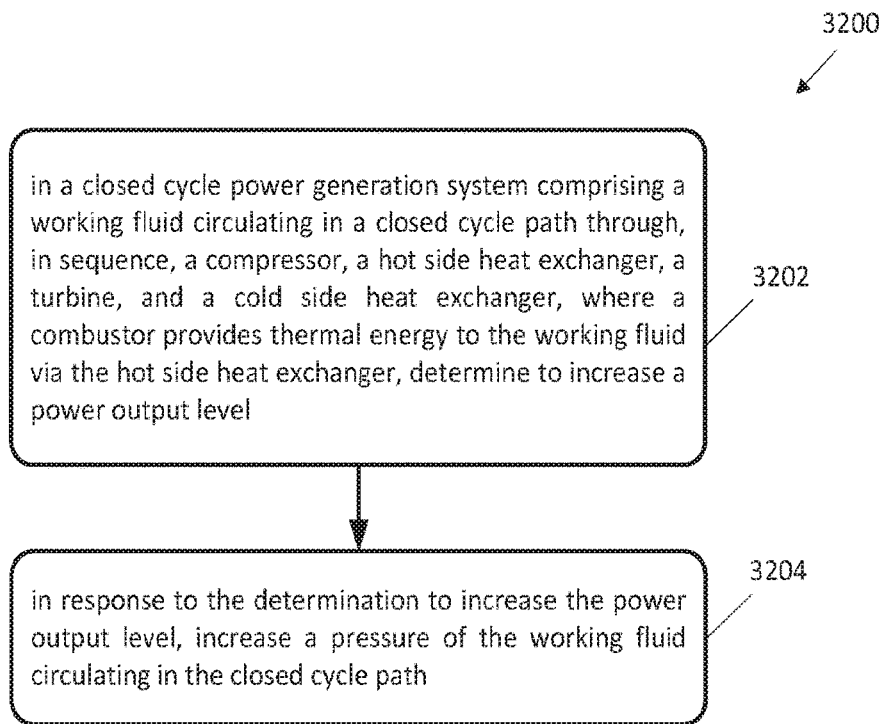 3200
in a closed cycle power generation system comprising a
working fluid circulating in a closed cycle path through,
in sequence, a compressor, a hot side heat exchanger, a
turbine, and a cold side heat exchanger, where a
combustor provides thermal energy to the working fluid
via the hot side heat exchanger, determine to increase a
power output level
3202
in response to the determination to increase the power
output level, increase a pressure of the working fluid
circulating in the closed cycle path
3204